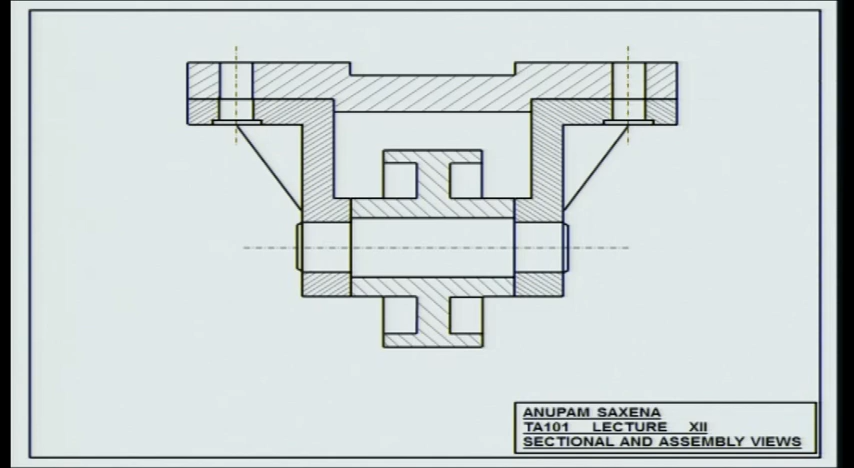 ANUPAM SAXENA
TA101 LECTURE XII
SECTIONAL AND ASSEMBLY VIEWS